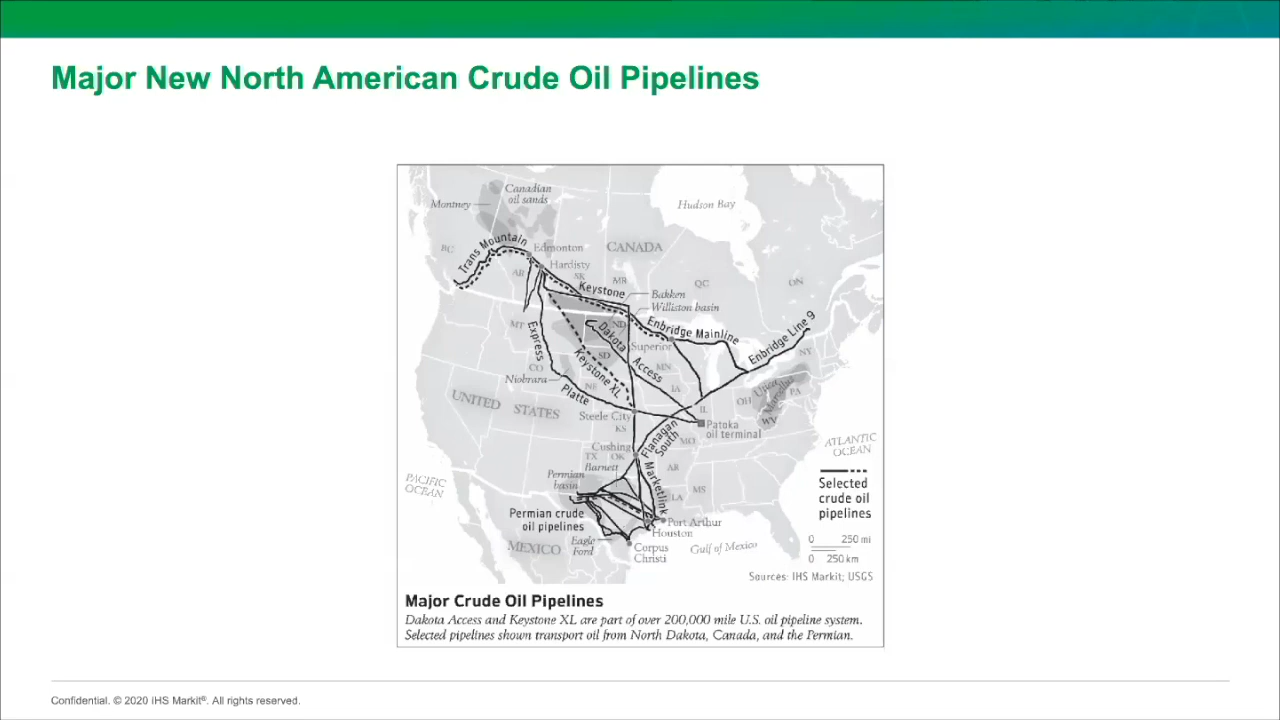 Major New North American Crude Oil Pipelines
Canadian
oil sands
Montney
Hudson Bay
Trans Mountain
BC
Edmonton
CANADA
Hardisty
AB
SK
MB
QC
ON
Keystone
Bakken
Williston basin
MT
ND
Enbridge Mainline
Enbridge Line 9
Express
Dakota
Access
Superior
SD
MN
NY
Keystone XL
CO
Niobrara
NE
IA
Platte
OH
PA
Utica
Marcellus
WV
UNITED STATES
Steele City
IL
KS
Patoka
oil terminal
Flanagan
South
MO
ATLANTIC
OCEAN
Cushing
TX
OK
Barnett
AR
Permian
basin
Marketlink
MS
LA
PACIFIC
OCEAN
Selected
crude oil
pipelines
Permian crude
oil pipelines
Port Arthur
Houston
Eagle
Ford
MEXICO
Corpus
Christi
Gulf of Mexico
0 250 mi
0 250 km
Sources: IHS Markit; USGS
Major Crude Oil Pipelines
Dakota Access and Keystone XL are part of over 200,000 mile U.S. oil pipeline system.
Selected pipelines shown transport oil from North Dakota, Canada, and the Permian.
Confidential. © 2020 IHS Markit®. All rights reserved.